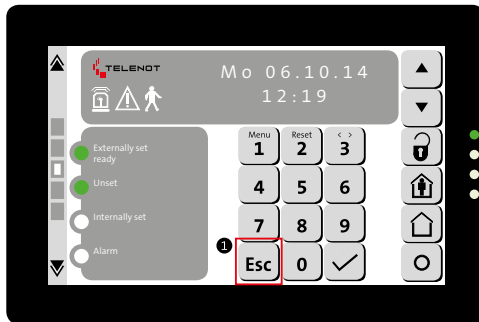 TELENOT
Mo 06.10.14
12:19
Externally set
ready
Unset
Internally set
Alarm
Menu Reset < >
1 2 3
4 5 6
7 8 9
1
Esc 0